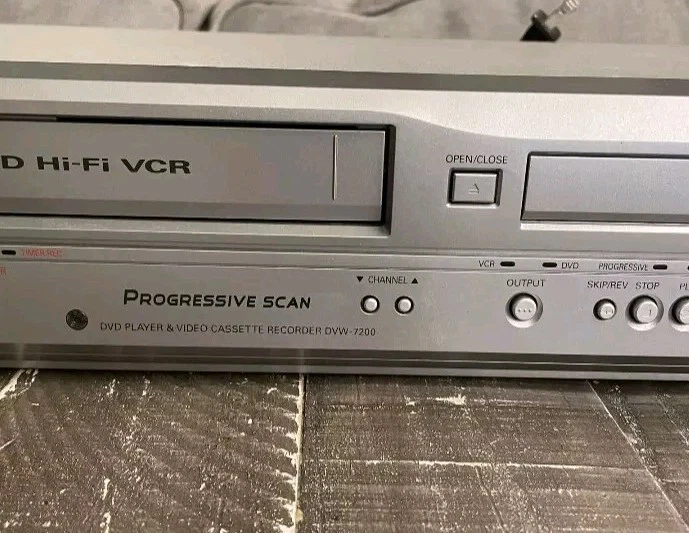 D Hi-Fi VCR
OPEN/CLOSE
TIMER REC
VCR DVD PROGRESSIVE
▼ CHANNEL ▲
OUTPUT
SKIP/REV STOP
PROGRESSIVE SCAN
DVD PLAYER & VIDEO CASSETTE RECORDER DVW-7200